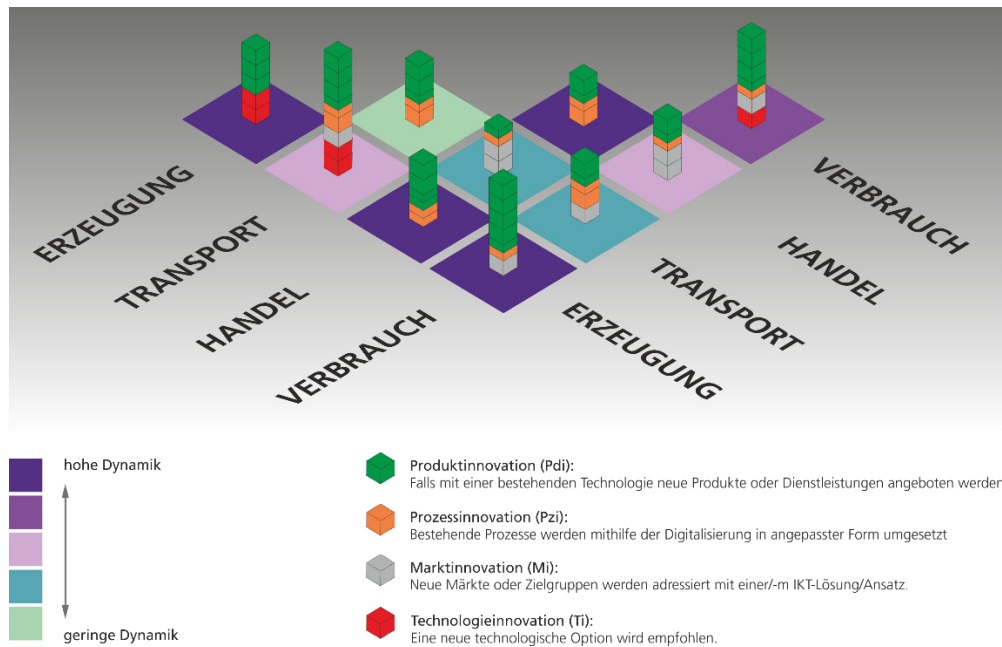 ERZEUGUNG
TRANSPORT
HANDEL
VERBRAUCH
ERZEUGUNG
TRANSPORT
HANDEL
VERBRAUCH
hohe Dynamik
geringe Dynamik
Produktinnovation (Pdi):
Falls mit einer bestehenden Technologie neue Produkte oder Dienstleistungen angeboten werden
Prozessinnovation (Pzi):
Bestehende Prozesse werden mithilfe der Digitalisierung in angepasster Form umgesetzt
Marktinnovation (Mi):
Neue Märkte oder Zielgruppen werden adressiert mit einer/-m IKT-Lösung/Ansatz.
Technologieinnovation (Ti):
Eine neue technologische Option wird empfohlen.